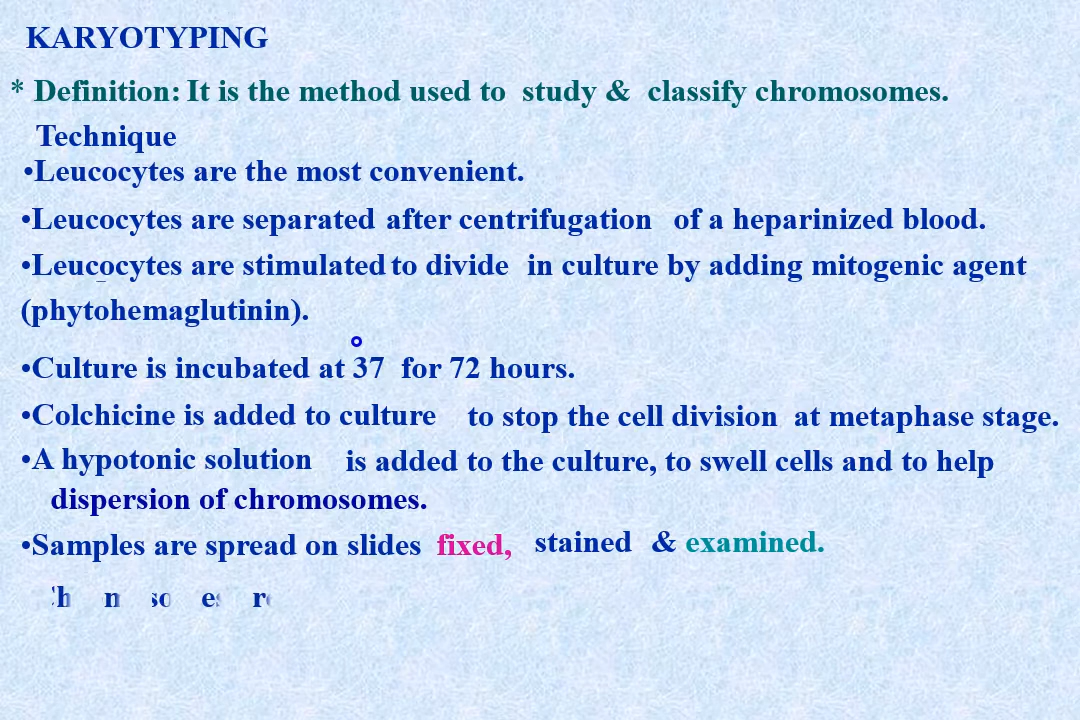 KARYOTYPING
* Definition: It is the method used to study & classify chromosomes.
Technique
•Leucocytes are the most convenient.
•Leucocytes are separated after centrifugation of a heparinized blood.
•Leucocytes are stimulated to divide in culture by adding mitogenic agent
(phytohemaglutinin).
•Culture is incubated at 37° for 72 hours.
•Colchicine is added to culture to stop the cell division at metaphase stage.
•A hypotonic solution is added to the culture, to swell cells and to help
dispersion of chromosomes.
•Samples are spread on slides fixed, stained & examined.